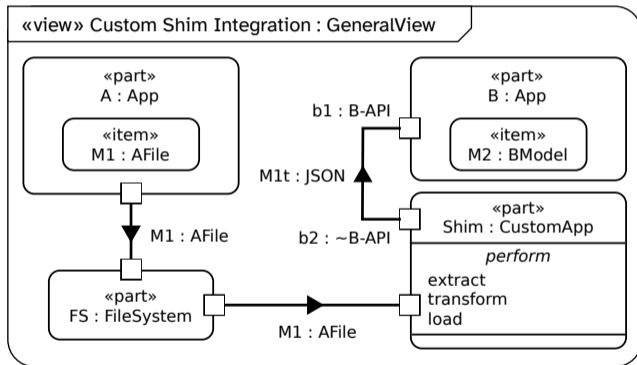 «view» Custom Shim Integration : GeneralView
«part»
A : App
«item»
M1 : AFile
M1 : AFile
«part»
FS : FileSystem
M1 : AFile
«part»
B : App
«item»
M2 : BModel
b1 : B-API
M1t : JSON
b2 : ~B-API
«part»
Shim : CustomApp
perform
extract
transform
load